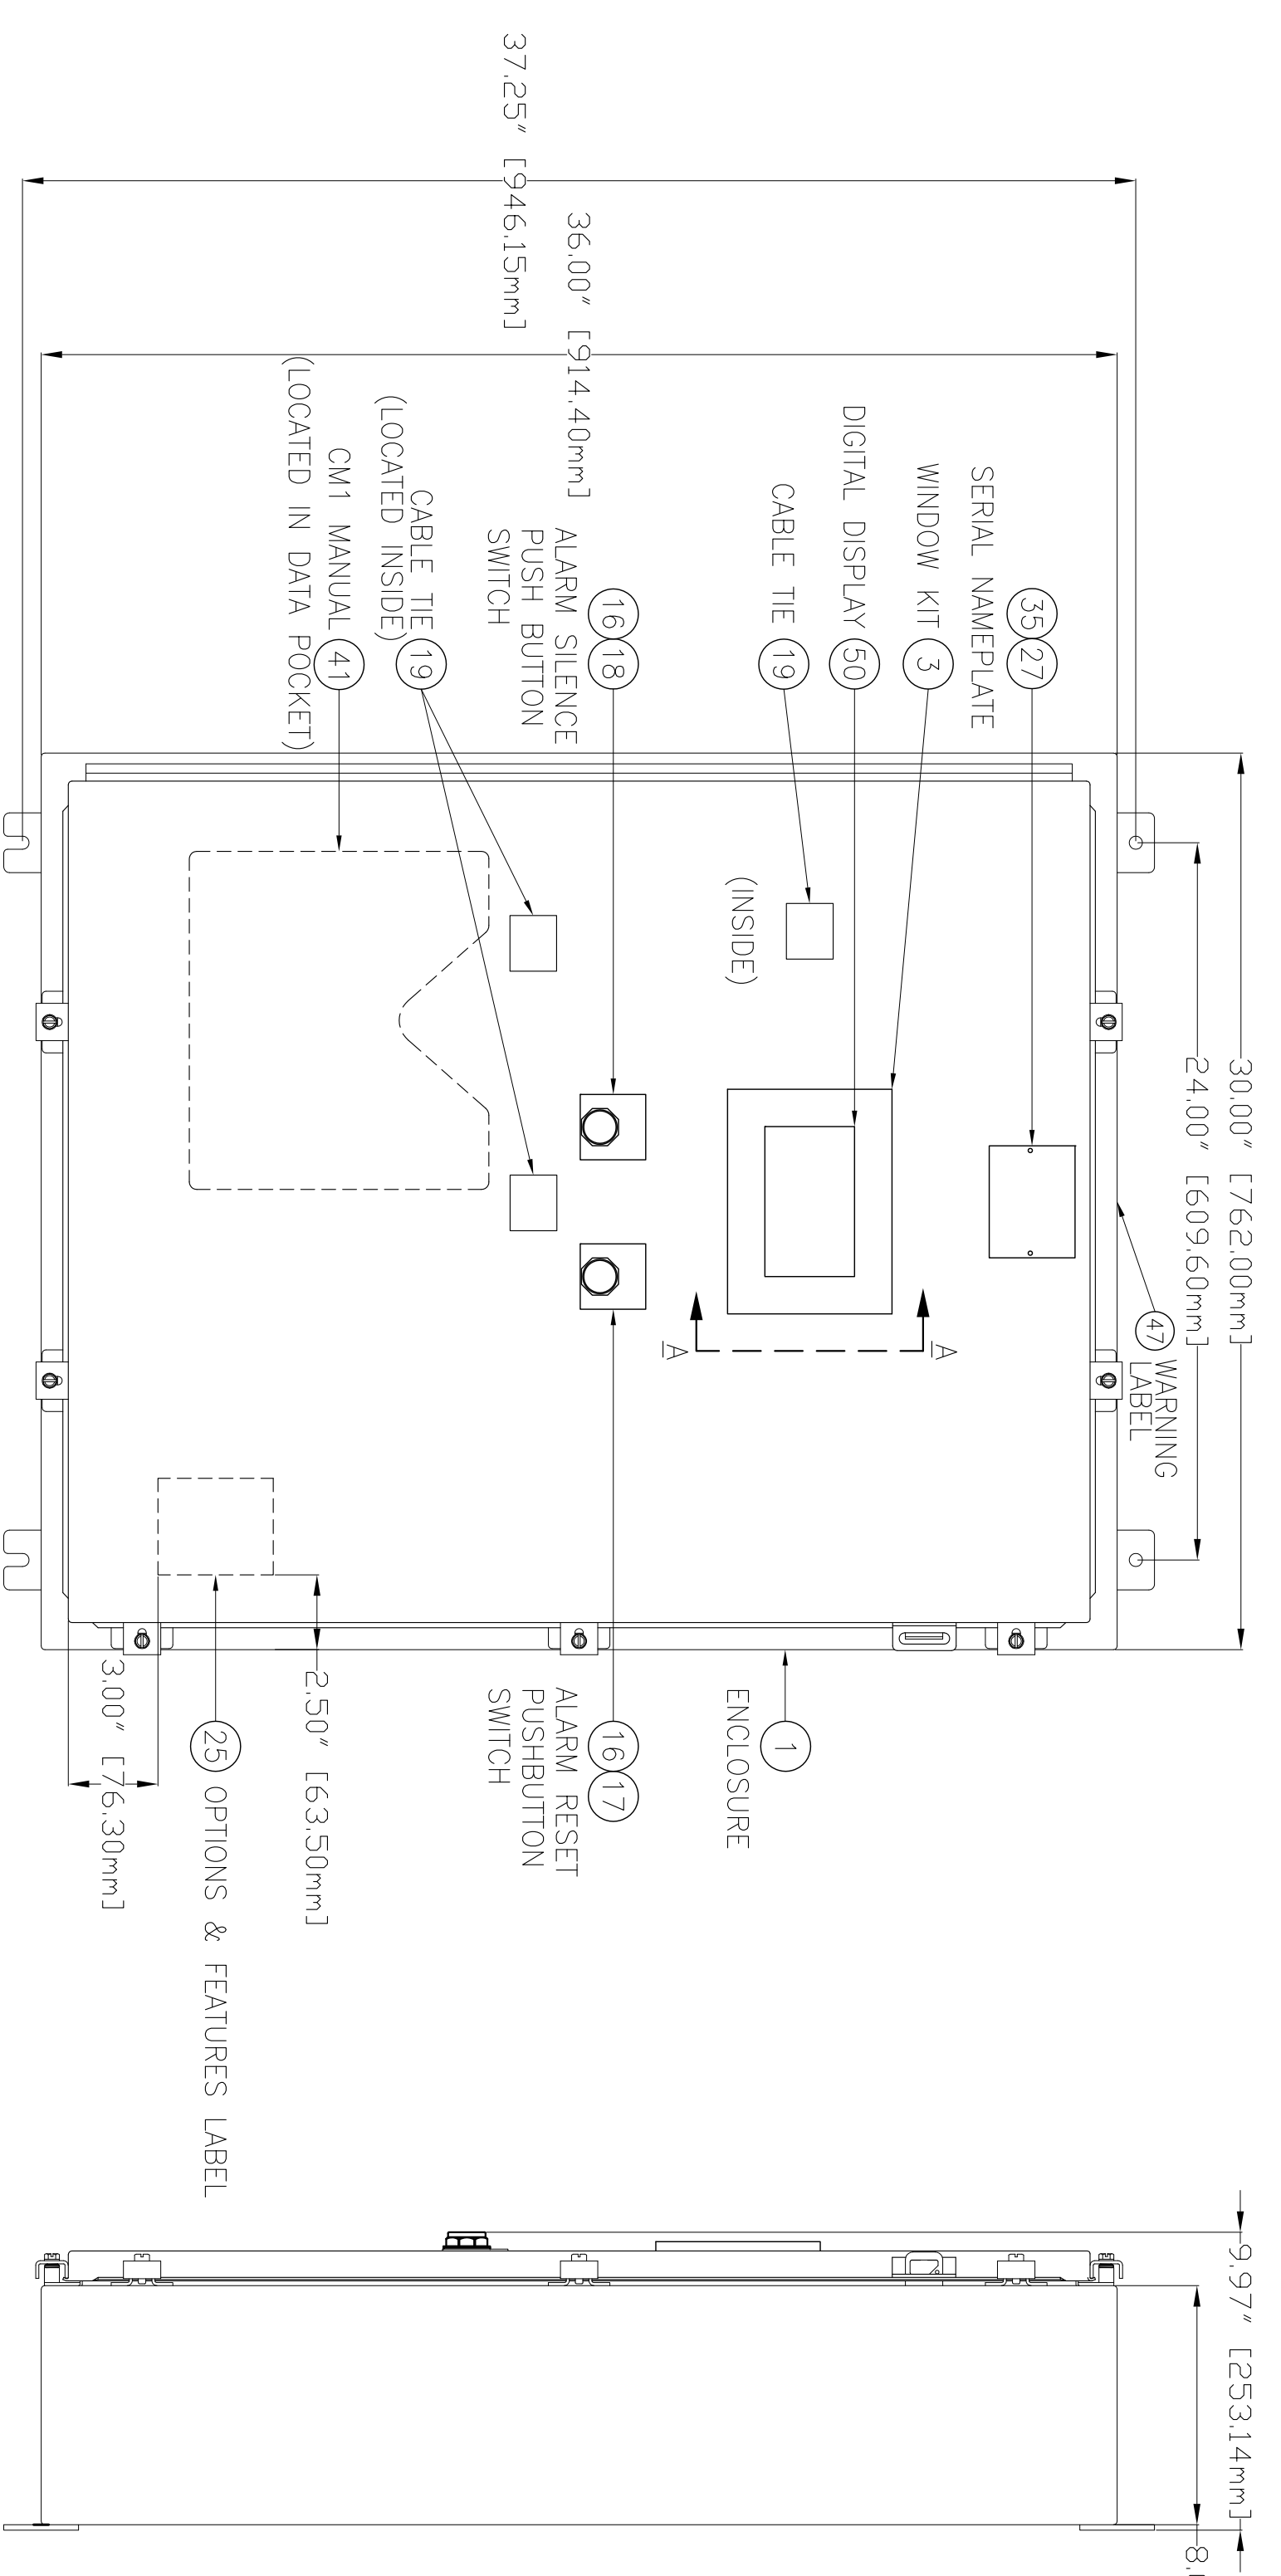 30.00" [762.00mm]
24.00" [609.60mm]
47
WARNING
LABEL
35
27
SERIAL NAMEPLATE
WINDOW KIT
3
DIGITAL DISPLAY
50
CABLE TIE
19
(INSIDE)
A
A
1
ENCLOSURE
16
18
ALARM SILENCE
PUSH BUTTON
SWITCH
16
17
ALARM RESET
PUSHBUTTON
SWITCH
36.00" [914.40mm]
37.25" [946.15mm]
CABLE TIE
19
(LOCATED INSIDE)
CM1 MANUAL
41
(LOCATED IN DATA POCKET)
2.50" [63.50mm]
25
OPTIONS & FEATURES LABEL
3.00" [76.30mm]
9.97" [253.14mm]
8.